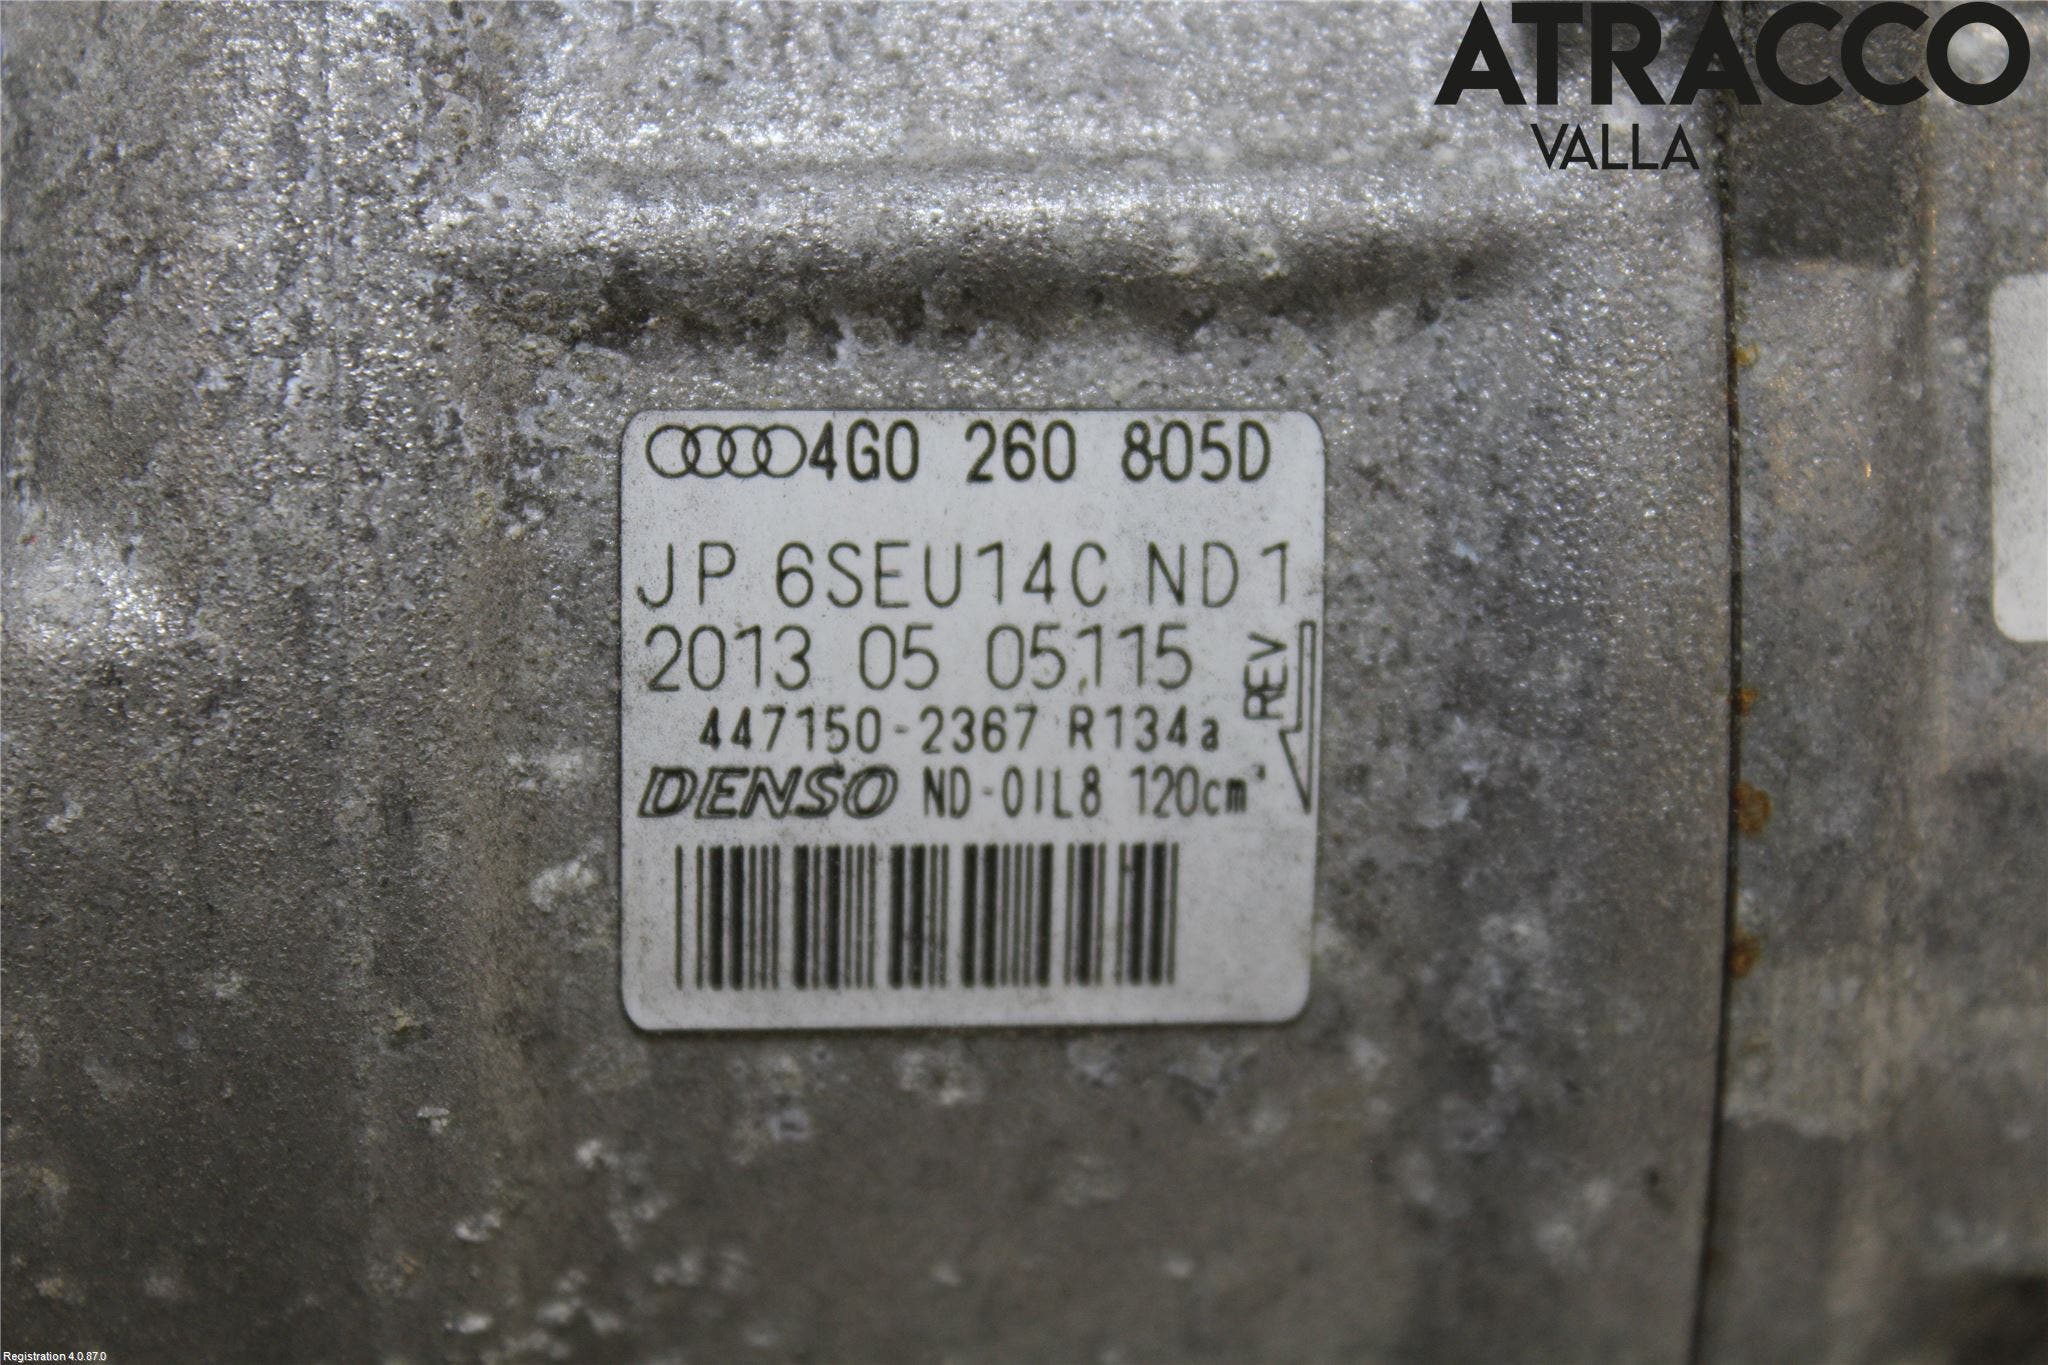 ATRACCO
VALLA
4G0 260 805D
JP 6SEU14C ND1
2013 05 05115
REV
447150-2367 R134a
DENSO ND-OIL8 120cm³
Registration 4.0.87.0